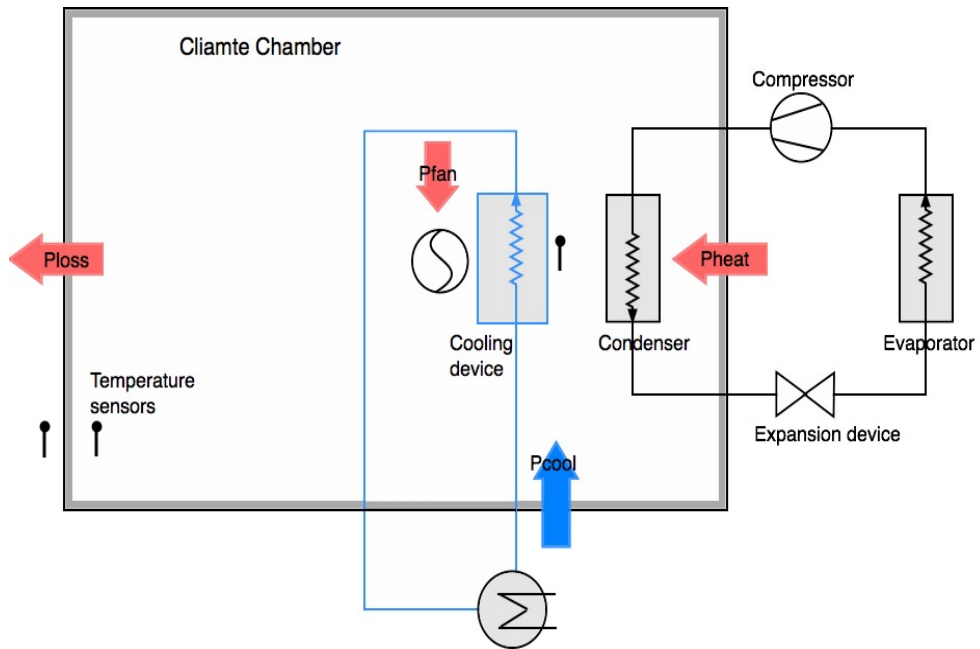 Cliamte Chamber
Compressor
Pfan
Ploss
Pheat
Cooling
device
Condenser
Evaporator
Temperature
sensors
Expansion device
Pcool